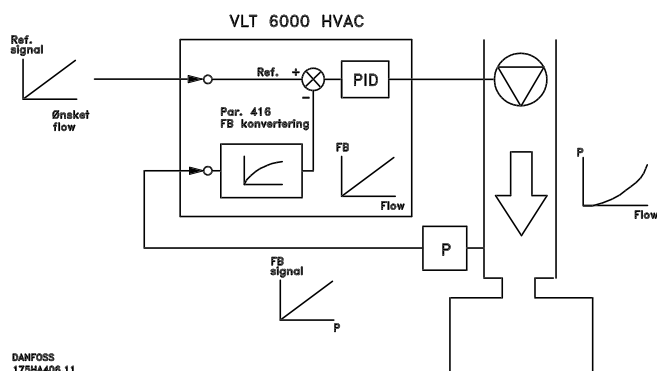 VLT 6000 HVAC
Ref.
signal
Ønsket
flow
Ref.
+
−
PID
Par. 416
FB konvertering
FB
Flow
P
Flow
P
FB
signal
P
DANFOSS
175HA406.11